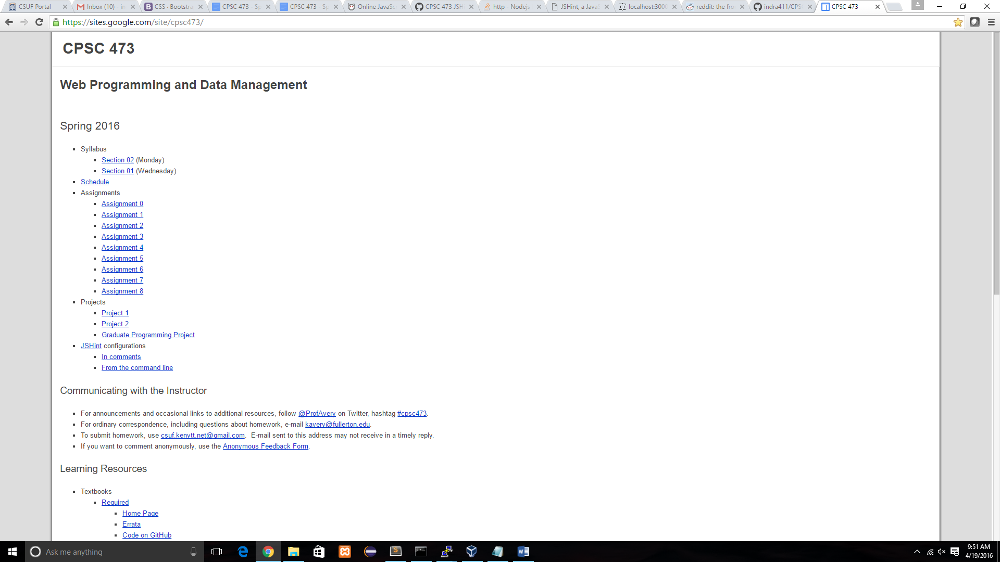 CSUF Portal
Inbox (10) - in
CSS · Bootstra
CPSC 473 - Sp
CPSC 473 - Sp
Online JavaSc
CPSC 473 JSH
http - Nodejs
JSHint, a JavaS
localhost:3000
reddit: the fro
indra411/CPS
CPSC 473
https://sites.google.com/site/cpsc473/
CPSC 473
Web Programming and Data Management
Spring 2016
Syllabus
Section 02 (Monday)
Section 01 (Wednesday)
Schedule
Assignments
Assignment 0
Assignment 1
Assignment 2
Assignment 3
Assignment 4
Assignment 5
Assignment 6
Assignment 7
Assignment 8
Projects
Project 1
Project 2
Graduate Programming Project
JSHint configurations
In comments
From the command line
Communicating with the Instructor
For announcements and occasional links to additional resources, follow @ProfAvery on Twitter, hashtag #cpsc473.
For ordinary correspondence, including questions about homework, e-mail kavery@fullerton.edu.
To submit homework, use csuf.kenytt.net@gmail.com.  E-mail sent to this address may not receive in a timely reply.
If you want to comment anonymously, use the Anonymous Feedback Form.
Learning Resources
Textbooks
Required
Home Page
Errata
Code on GitHub
Ask me anything
9:51 AM
4/19/2016